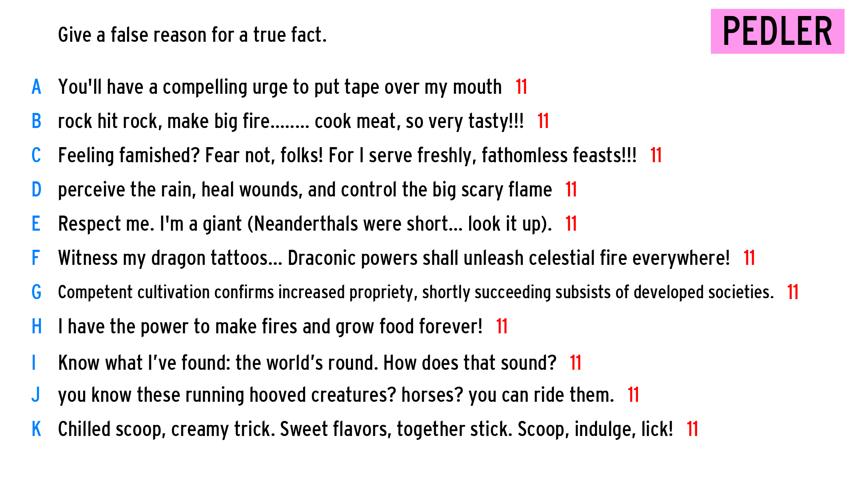 Give a false reason for a true fact.
PEDLER
A You'll have a compelling urge to put tape over my mouth 11
B rock hit rock, make big fire........ cook meat, so very tasty!!! 11
C Feeling famished? Fear not, folks! For I serve freshly, fathomless feasts!!! 11
D perceive the rain, heal wounds, and control the big scary flame 11
E Respect me. I'm a giant (Neanderthals were short... look it up). 11
F Witness my dragon tattoos... Draconic powers shall unleash celestial fire everywhere! 11
G Competent cultivation confirms increased propriety, shortly succeeding subsists of developed societies. 11
H I have the power to make fires and grow food forever! 11
I Know what I’ve found: the world’s round. How does that sound? 11
J you know these running hooved creatures? horses? you can ride them. 11
K Chilled scoop, creamy trick. Sweet flavors, together stick. Scoop, indulge, lick! 11